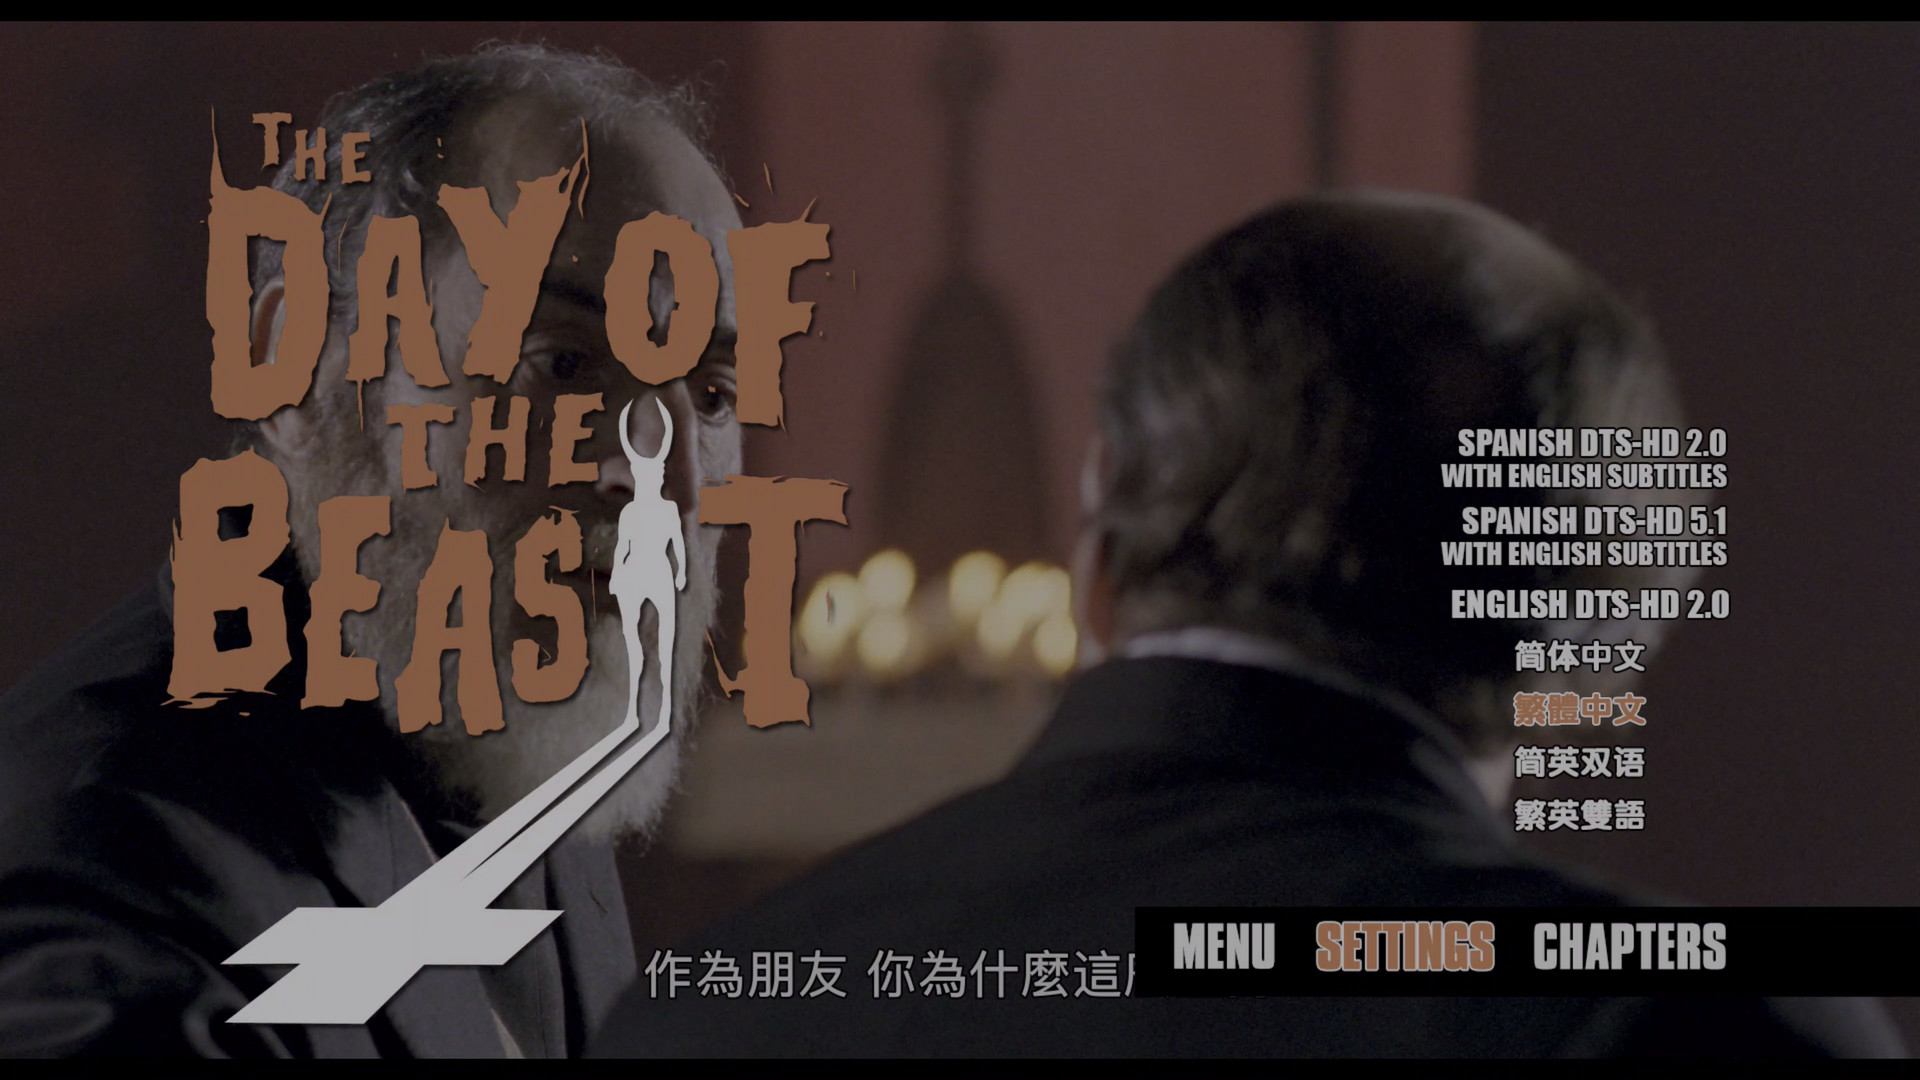 THE
DAY OF
THE
BEAST
SPANISH DTS-HD 2.0
WITH ENGLISH SUBTITLES
SPANISH DTS-HD 5.1
WITH ENGLISH SUBTITLES
ENGLISH DTS-HD 2.0
简体中文
繁體中文
简英双语
繁英雙語
MENU SETTINGS CHAPTERS
作為朋友 你為什麼這